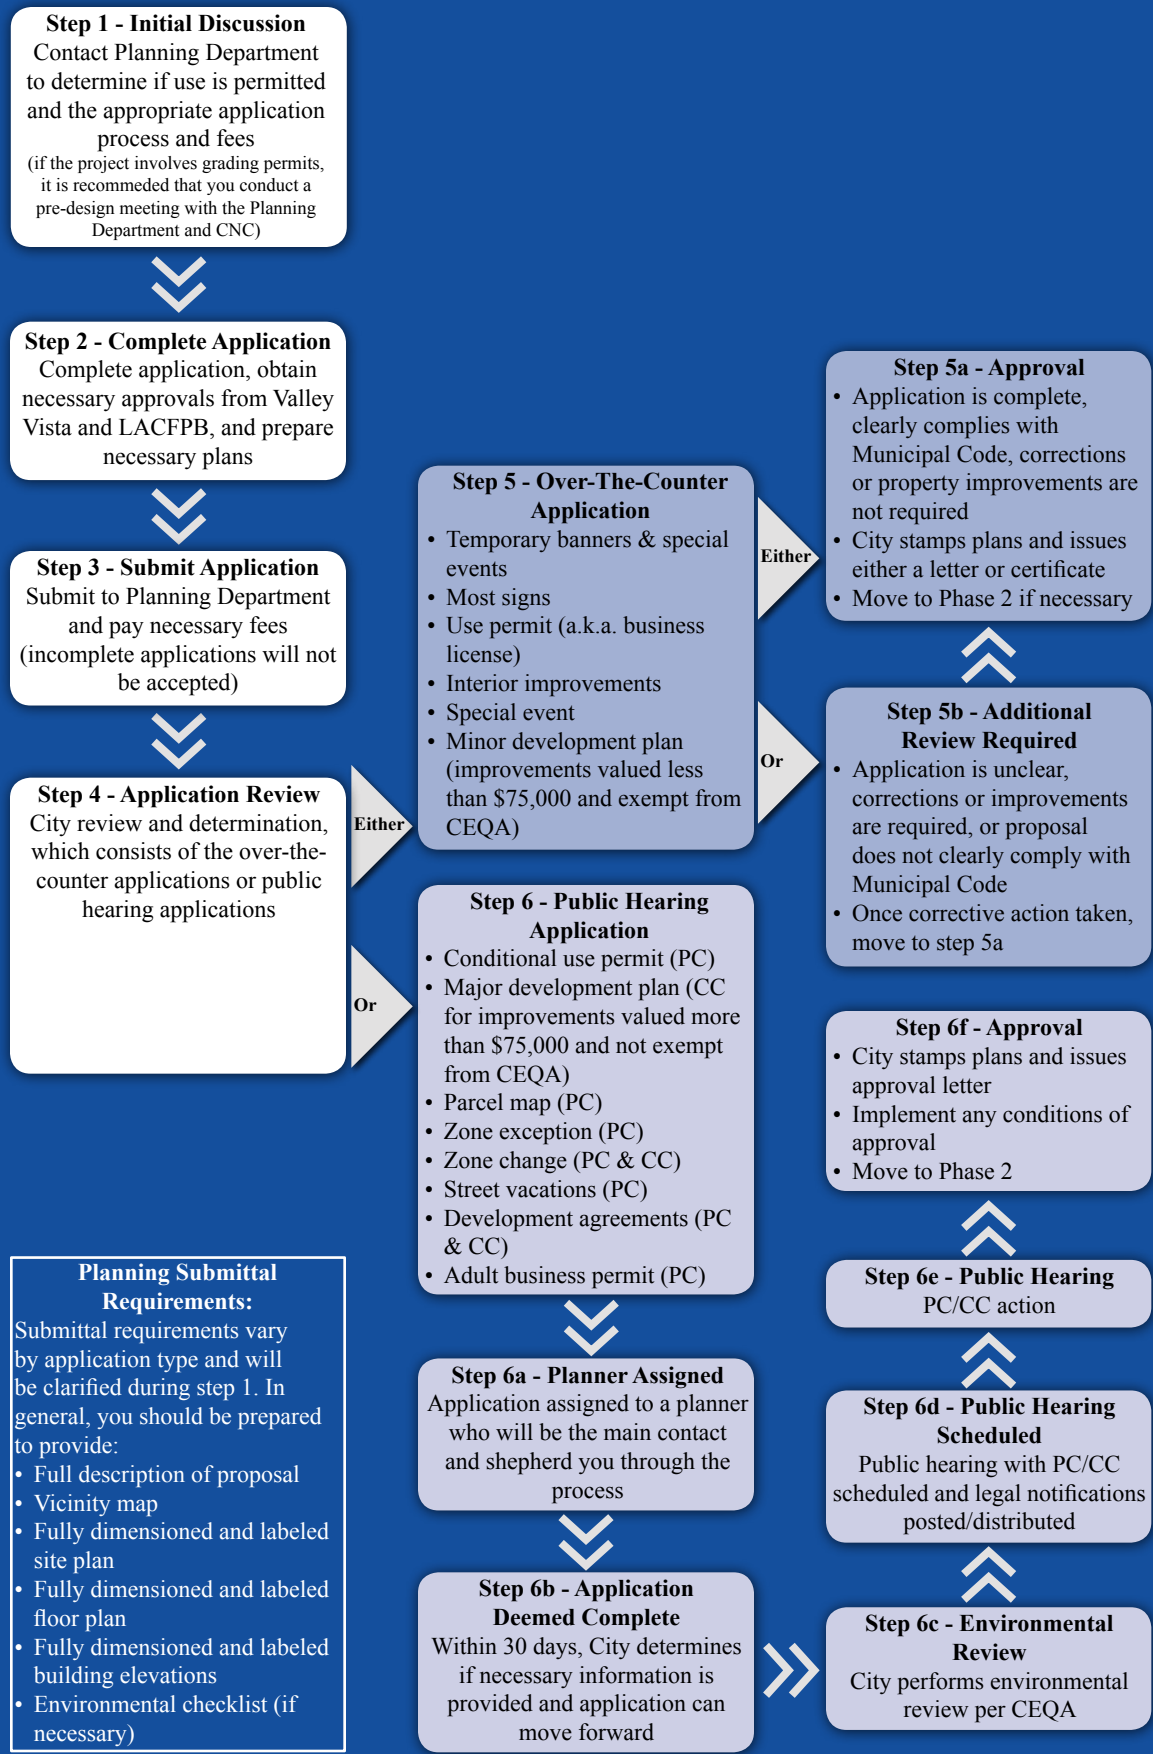 Step 1 - Initial Discussion
Contact Planning Department
to determine if use is permitted
and the appropriate application
process and fees
(if the project involves grading permits,
it is recommeded that you conduct a
pre-design meeting with the Planning
Department and CNC)
Step 2 - Complete Application
Complete application, obtain
necessary approvals from Valley
Vista and LACFPB, and prepare
necessary plans
Step 3 - Submit Application
Submit to Planning Department
and pay necessary fees
(incomplete applications will not
be accepted)
Step 4 - Application Review
City review and determination,
which consists of the over-the-
counter applications or public
hearing applications
Either
Or
Step 5 - Over-The-Counter
Application
• Temporary banners & special
events
• Most signs
• Use permit (a.k.a. business
license)
• Interior improvements
• Special event
• Minor development plan
(improvements valued less
than $75,000 and exempt from
CEQA)
Either
Or
Step 5a - Approval
• Application is complete,
clearly complies with
Municipal Code, corrections
or property improvements are
not required
• City stamps plans and issues
either a letter or certificate
• Move to Phase 2 if necessary
Step 5b - Additional
Review Required
• Application is unclear,
corrections or improvements
are required, or proposal
does not clearly comply with
Municipal Code
• Once corrective action taken,
move to step 5a
Step 6 - Public Hearing
Application
• Conditional use permit (PC)
• Major development plan (CC
for improvements valued more
than $75,000 and not exempt
from CEQA)
• Parcel map (PC)
• Zone exception (PC)
• Zone change (PC & CC)
• Street vacations (PC)
• Development agreements (PC
& CC)
• Adult business permit (PC)
Step 6a - Planner Assigned
Application assigned to a planner
who will be the main contact
and shepherd you through the
process
Step 6b - Application
Deemed Complete
Within 30 days, City determines
if necessary information is
provided and application can
move forward
Step 6c - Environmental
Review
City performs environmental
review per CEQA
Step 6d - Public Hearing
Scheduled
Public hearing with PC/CC
scheduled and legal notifications
posted/distributed
Step 6e - Public Hearing
PC/CC action
Step 6f - Approval
• City stamps plans and issues
approval letter
• Implement any conditions of
approval
• Move to Phase 2
Planning Submittal
Requirements:
Submittal requirements vary
by application type and will
be clarified during step 1. In
general, you should be prepared
to provide:
• Full description of proposal
• Vicinity map
• Fully dimensioned and labeled
site plan
• Fully dimensioned and labeled
floor plan
• Fully dimensioned and labeled
building elevations
• Environmental checklist (if
necessary)